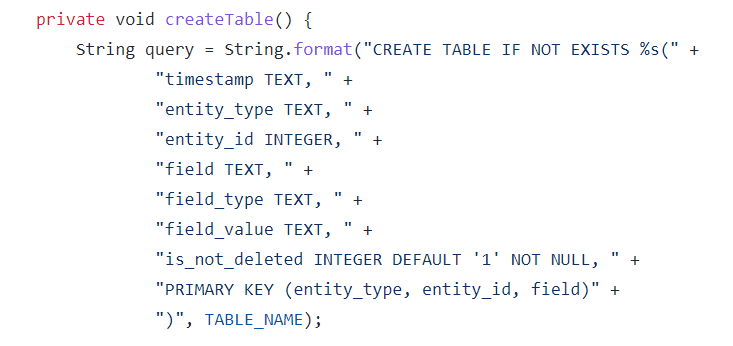 private void createTable() {
String query = String.format("CREATE TABLE IF NOT EXISTS %s(" +
"timestamp TEXT, " +
"entity_type TEXT, " +
"entity_id INTEGER, " +
"field TEXT, " +
"field_type TEXT, " +
"field_value TEXT, " +
"is_not_deleted INTEGER DEFAULT '1' NOT NULL, " +
"PRIMARY KEY (entity_type, entity_id, field)" +
")", TABLE_NAME);